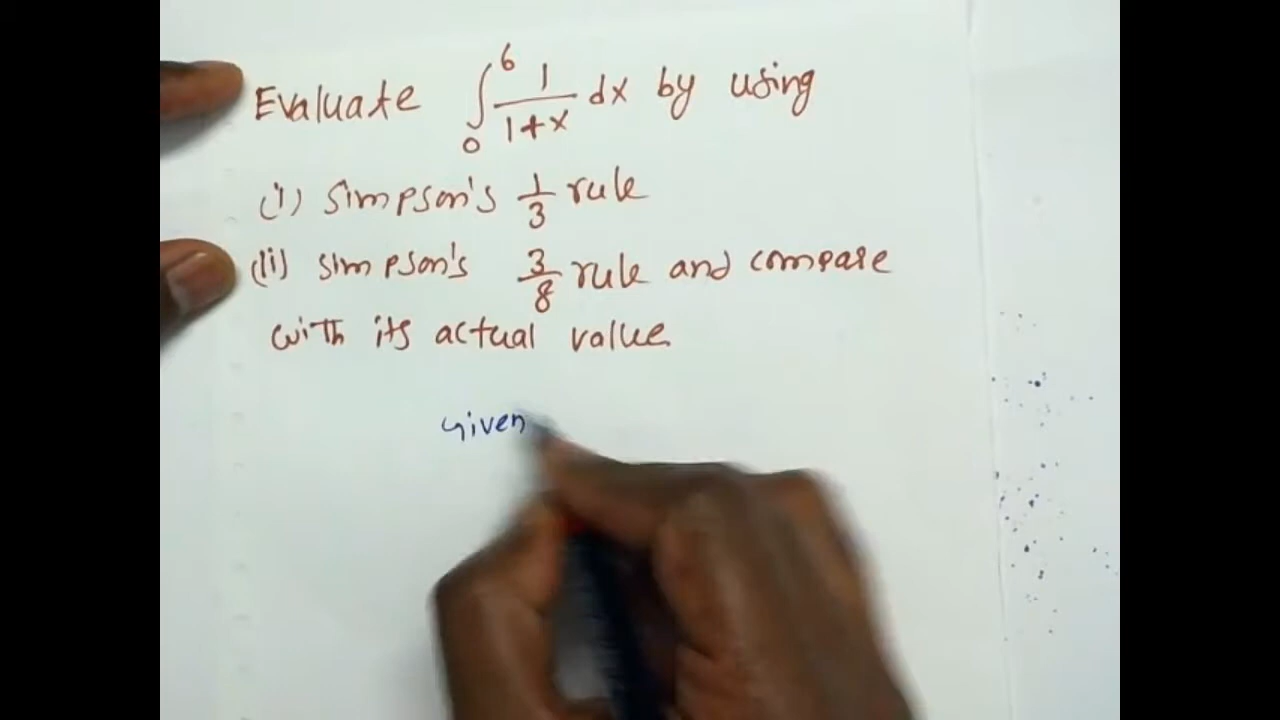 Evaluate ∫₀⁶ 1/(1+x) dx by using
(i) Simpson's 1/3 rule
(ii) Simpson's 3/8 rule and compare
with its actual value
Given